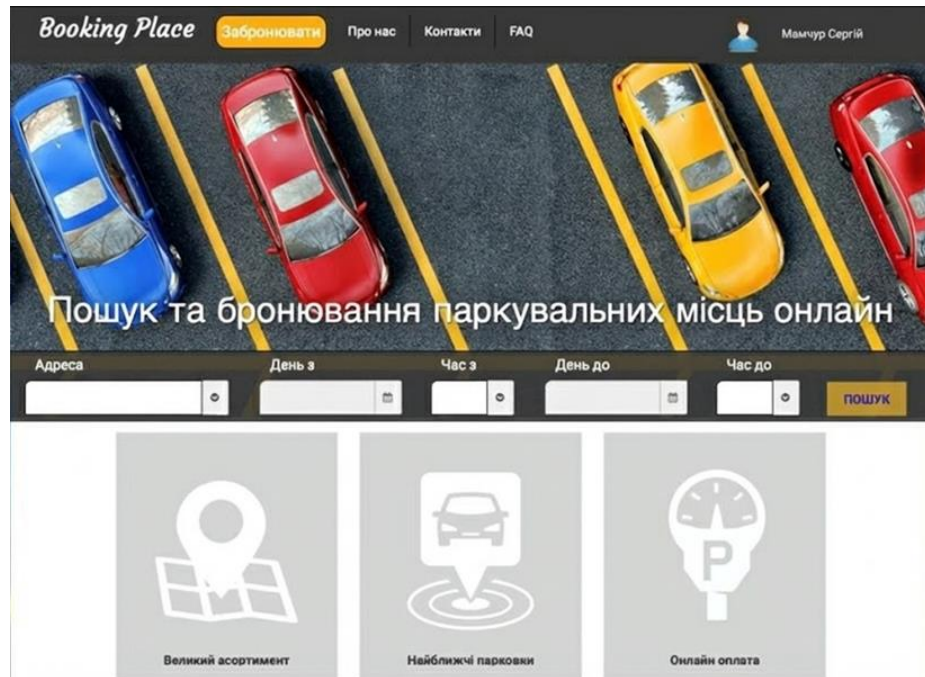 Booking Place Забронювати Про нас Контакти FAQ Мамчур Сергій
Пошук та бронювання паркувальних місць онлайн
Адреса День з Час з День до Час до
ПОШУК
P
Великий асортимент Найближчі парковки Онлайн оплата